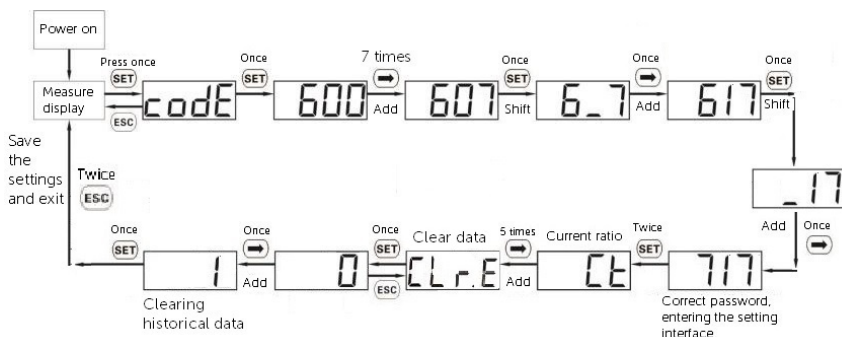 Power on
Press once
SET
Measure
display
ESC
codE
Once
SET
600
7 times
Add
607
Once
SET
Shift
6_7
Once
Add
617
Once
SET
Shift
_17
Add
Once
717
Correct password,
entering the setting
interface
Twice
SET
Current ratio
Ct
5 times
Add
Clear data
CLr.E
Once
SET
ESC
0
Once
Add
1
Clearing
historical data
Once
SET
Twice
ESC
Save
the
settings
and exit